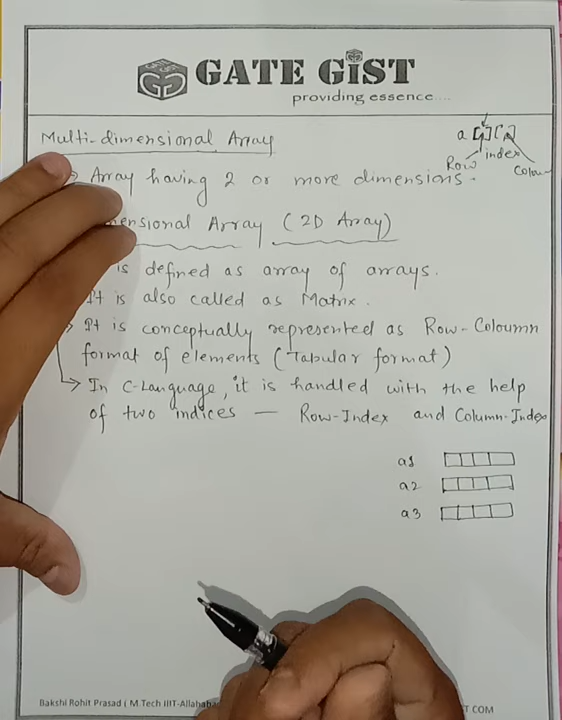 GATE GIST
providing essence....
Multi-dimensional Array
a [i][
Row index
Array having 2 or more dimensions.
ensional Array (2D Array)
is defined as array of arrays.
It is also called as Matrix.
It is conceptually represented as Row-Coloumn
format of elements (Tabular format)
In C-Language, it is handled with the help
of two indices — Row-Index and Column-Index
a1
a2
a3
Bakshi Rohit Prasad ( M.Tech IIIT-Allahaba
T.COM